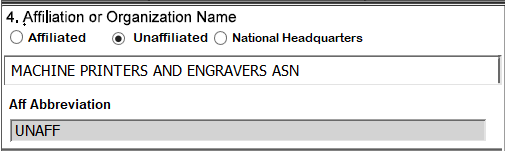 4. Affiliation or Organization Name
Affiliated Unaffiliated National Headquarters
MACHINE PRINTERS AND ENGRAVERS ASN
Aff Abbreviation
UNAFF